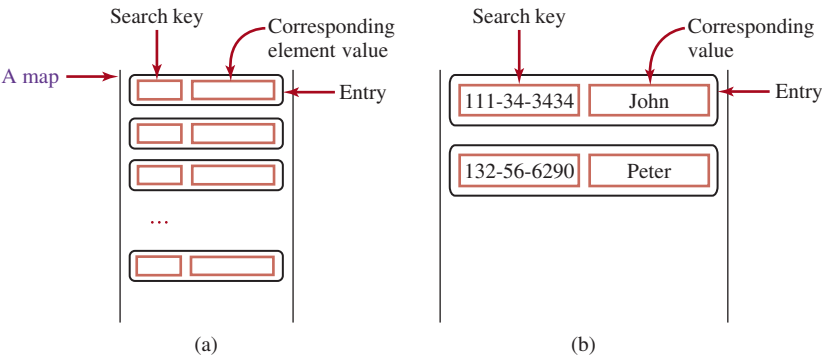 Search key
Corresponding
element value
A map
Entry
...
(a)
Search key
Corresponding
value
111-34-3434 John
Entry
132-56-6290 Peter
(b)